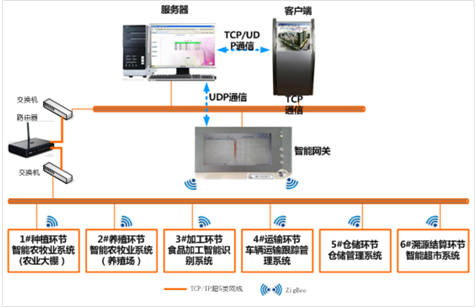 服务器
客户端
TCP/UD
P通信
交换机
UDP通信
TCP
通信
路由器
智能网关
交换机
1#种植环节
智能农牧业系统
(农业大棚)
2#养殖环节
智能农牧业系统
(养殖场)
3#加工环节
食品加工智能识
别系统
4#运输环节
车辆运输跟踪管
理系统
5#仓储环节
仓储管理系统
6#溯源结算环节
智能超市系统
TCP/IP超5类网线
ZigBee